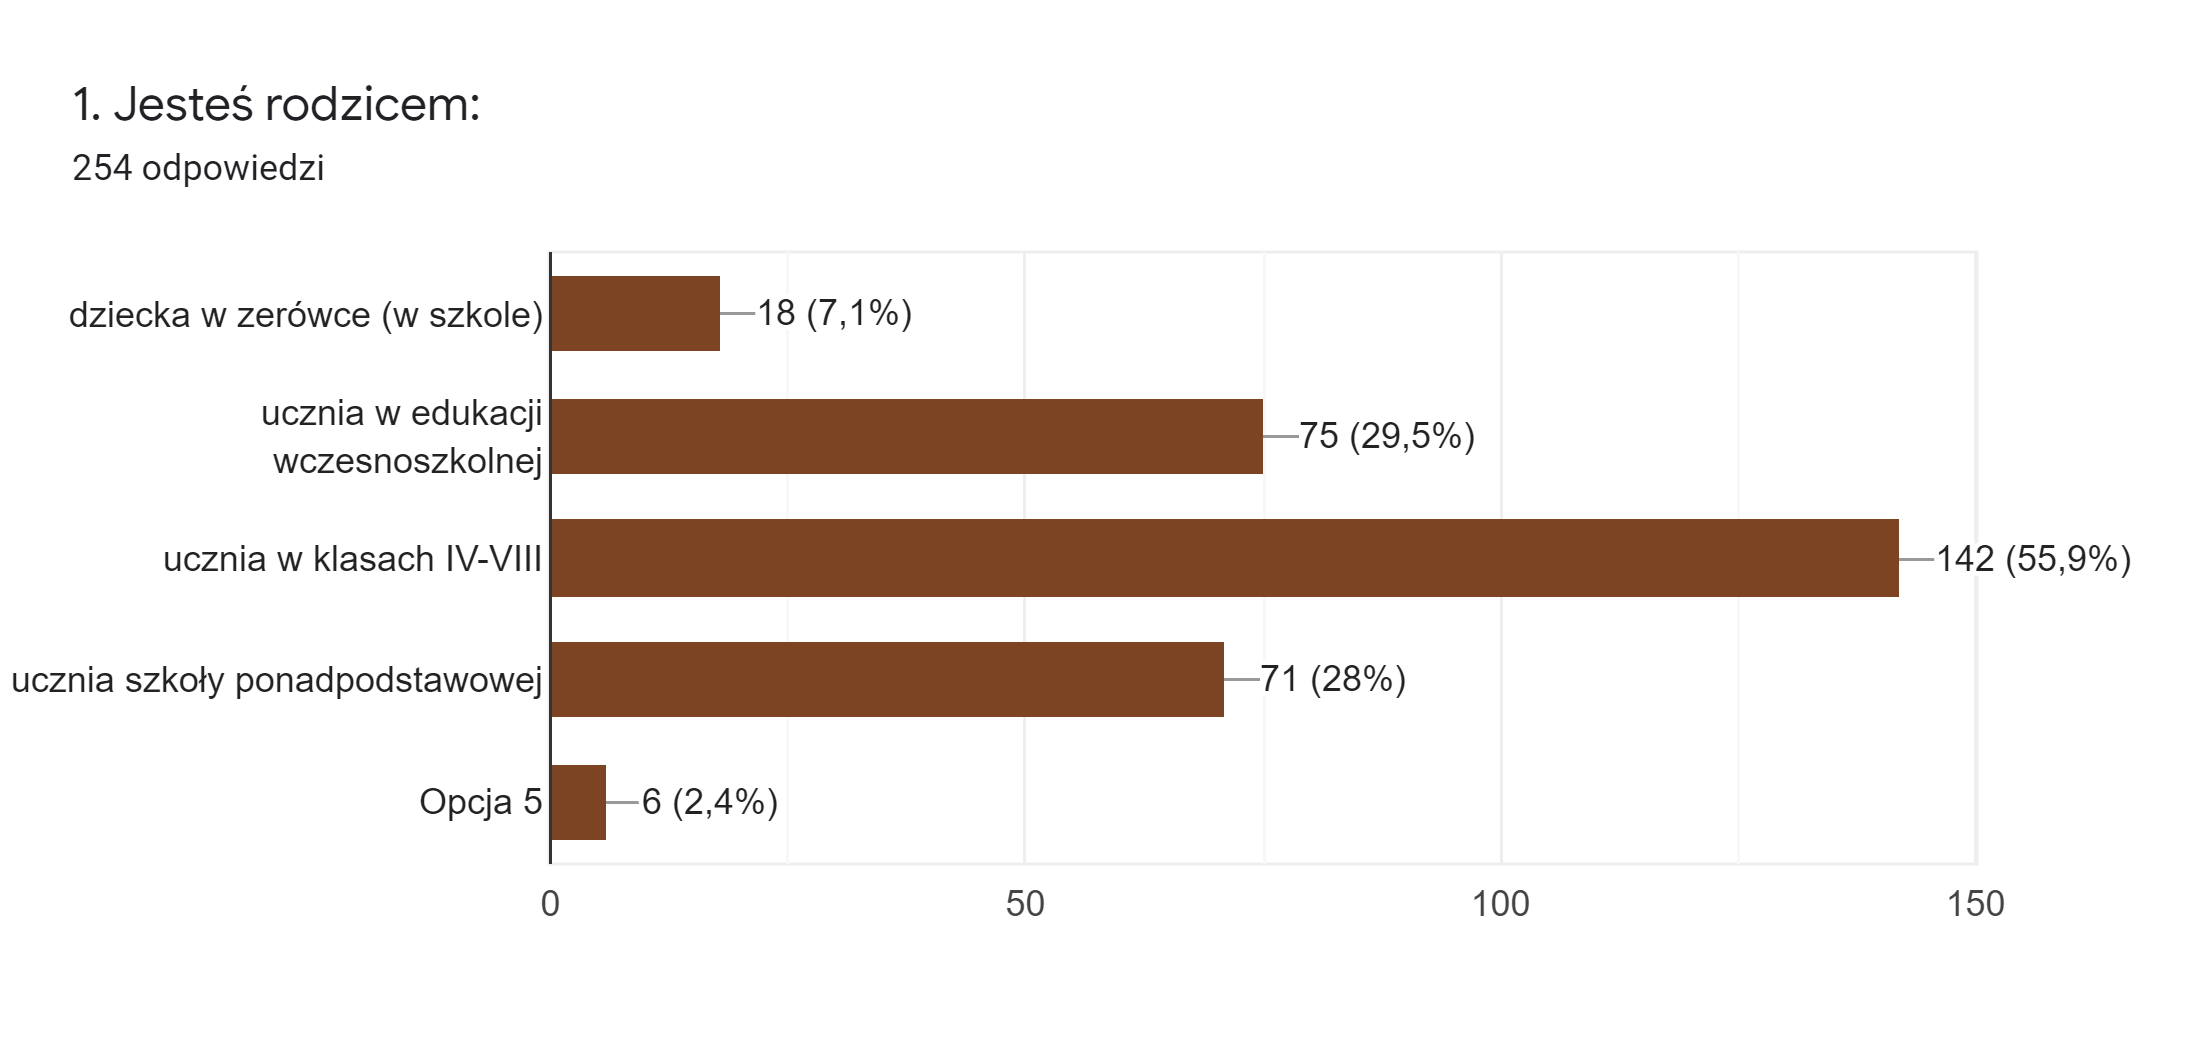 1. Jesteś rodzicem:
254 odpowiedzi
dziecka w zerówce (w szkole)
18 (7,1%)
ucznia w edukacji
wczesnoszkolnej
75 (29,5%)
ucznia w klasach IV-VIII
142 (55,9%)
ucznia szkoły ponadpodstawowej
71 (28%)
Opcja 5
6 (2,4%)
0 50 100 150